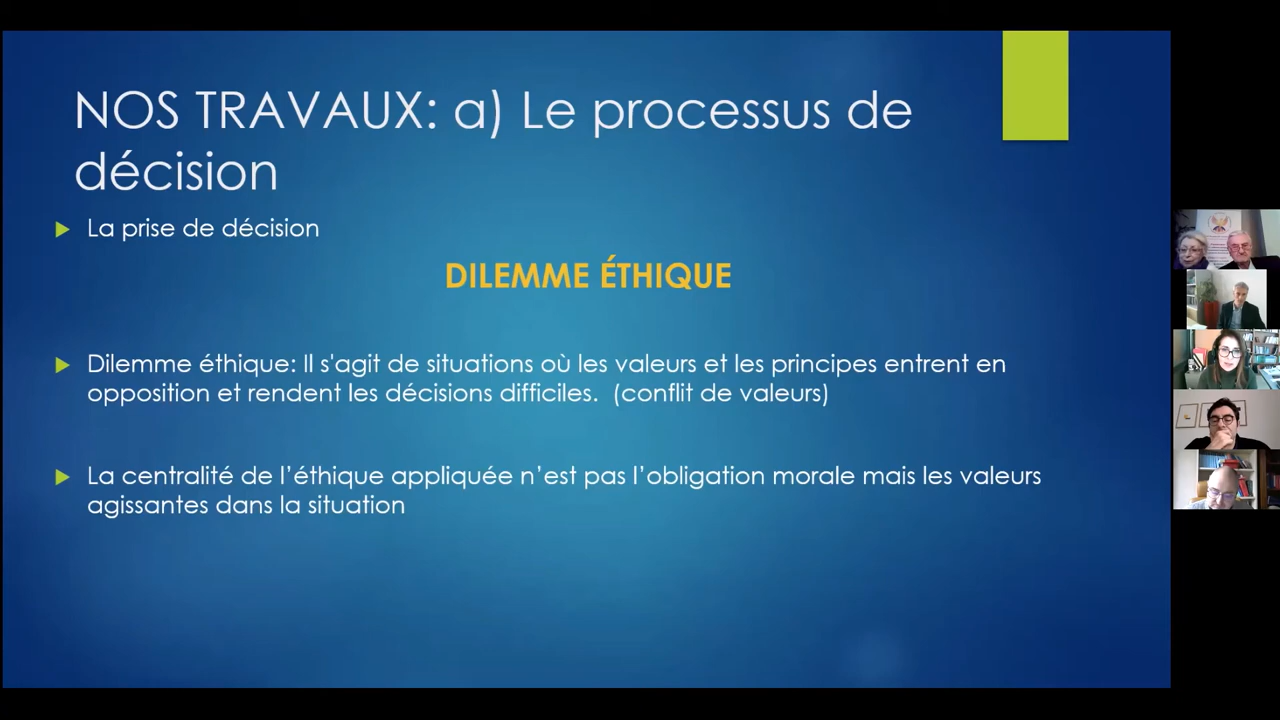 NOS TRAVAUX: a) Le processus de
décision
La prise de décision
DILEMME ÉTHIQUE
Dilemme éthique: Il s'agit de situations où les valeurs et les principes entrent en
opposition et rendent les décisions difficiles.  (conflit de valeurs)
La centralité de l’éthique appliquée n’est pas l’obligation morale mais les valeurs
agissantes dans la situation